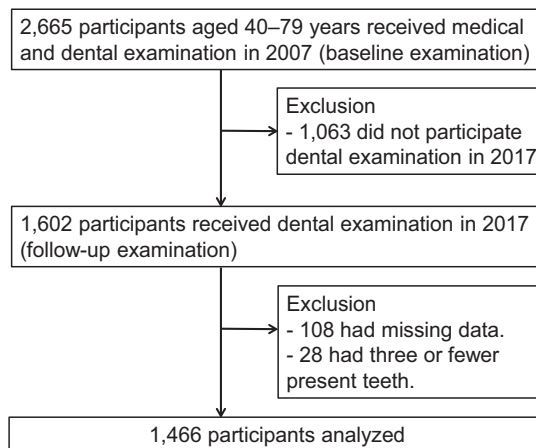 2,665 participants aged 40–79 years received medical
and dental examination in 2007 (baseline examination)
Exclusion
- 1,063 did not participate
dental examination in 2017
1,602 participants received dental examination in 2017
(follow-up examination)
Exclusion
- 108 had missing data.
- 28 had three or fewer
present teeth.
1,466 participants analyzed